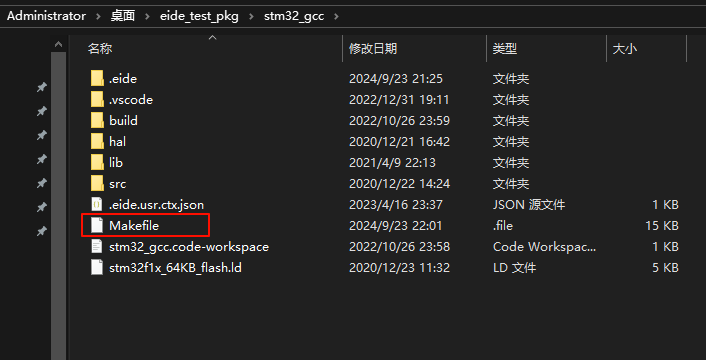 Administrator › 桌面 › eide_test_pkg › stm32_gcc ›
名称 修改日期 类型 大小
.eide 2024/9/23 21:25 文件夹
.vscode 2022/12/31 19:11 文件夹
build 2022/10/26 23:59 文件夹
hal 2020/12/21 16:42 文件夹
lib 2021/4/9 22:13 文件夹
src 2020/12/22 14:24 文件夹
.eide.usr.ctx.json 2023/4/16 23:37 JSON 源文件 1 KB
Makefile 2024/9/23 22:01 .file 15 KB
stm32_gcc.code-workspace 2022/10/26 23:58 Code Workspac... 1 KB
stm32f1x_64KB_flash.ld 2020/12/23 11:32 LD 文件 5 KB